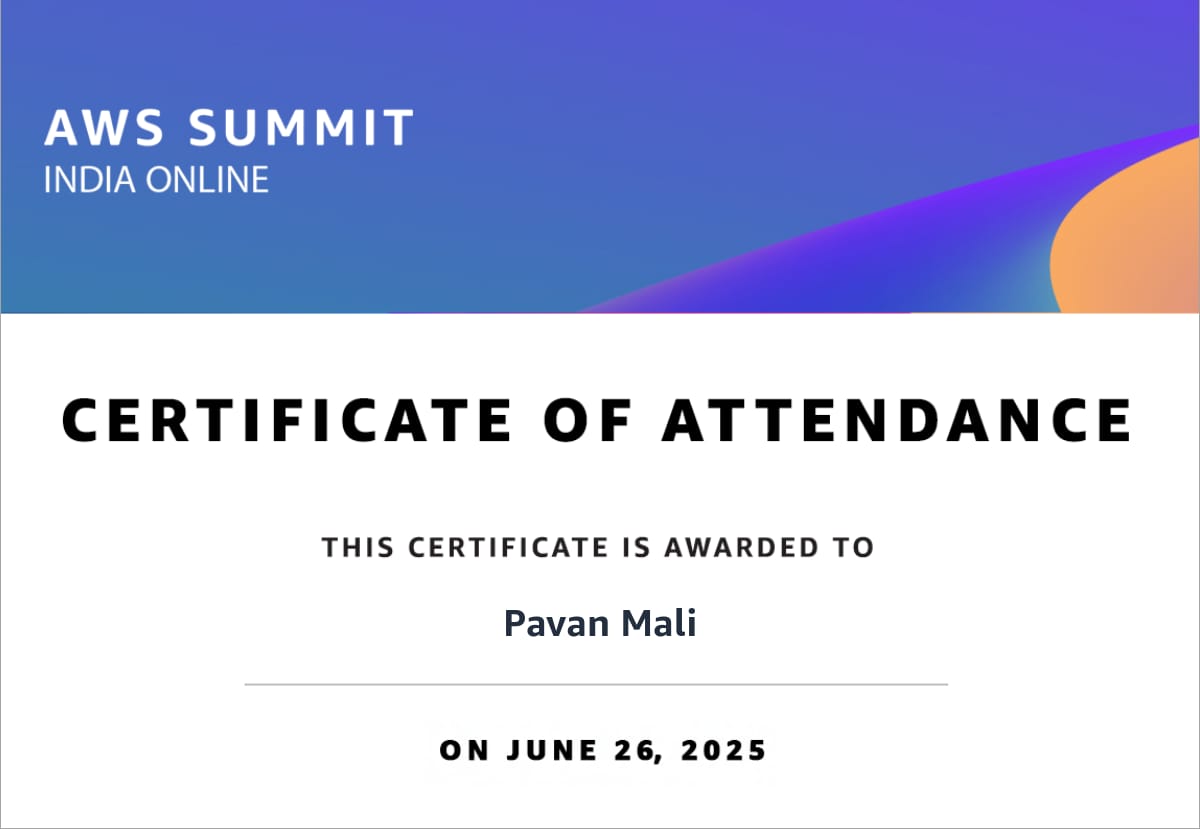 AWS SUMMIT
INDIA ONLINE
CERTIFICATE OF ATTENDANCE
THIS CERTIFICATE IS AWARDED TO
Pavan Mali
ON JUNE 26, 2025